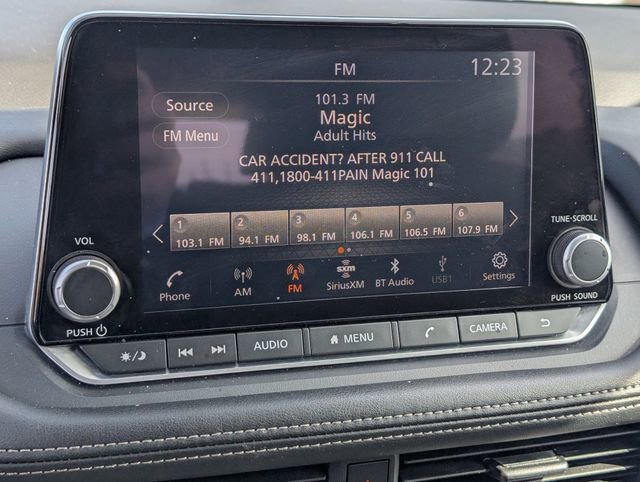 FM 12:23
Source
101.3 FM
FM Menu
Magic
Adult Hits
CAR ACCIDENT? AFTER 911 CALL
411,1800-411PAIN Magic 101
1 2 3 4 5 6
103.1 FM 94.1 FM 98.1 FM 106.1 FM 106.5 FM 107.9 FM
Phone AM FM SiriusXM BT Audio USB1 Settings
sxm
VOL
PUSH
TUNE·SCROLL
PUSH SOUND
AUDIO MENU CAMERA